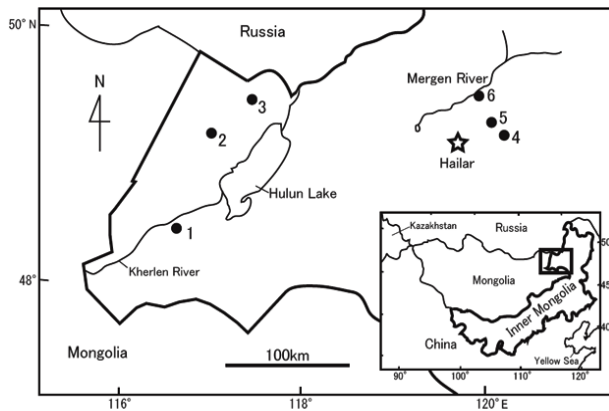 50° N
Russia
Mergen River
N
3
6
5
2
4
Hailar
Hulun Lake
1
Kherlen River
48°
Mongolia
100km
116°
118°
120° E
Kazakhstan
Russia
50°
Mongolia
45°
Inner Mongolia
40°
China
Yellow Sea
90°
100°
110°
120°